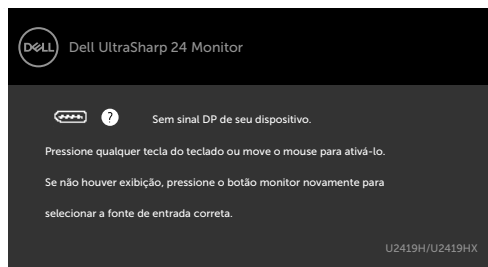 DELL Dell UltraSharp 24 Monitor
? Sem sinal DP de seu dispositivo.
Pressione qualquer tecla do teclado ou move o mouse para ativá-lo.
Se não houver exibição, pressione o botão monitor novamente para
selecionar a fonte de entrada correta.
U2419H/U2419HX